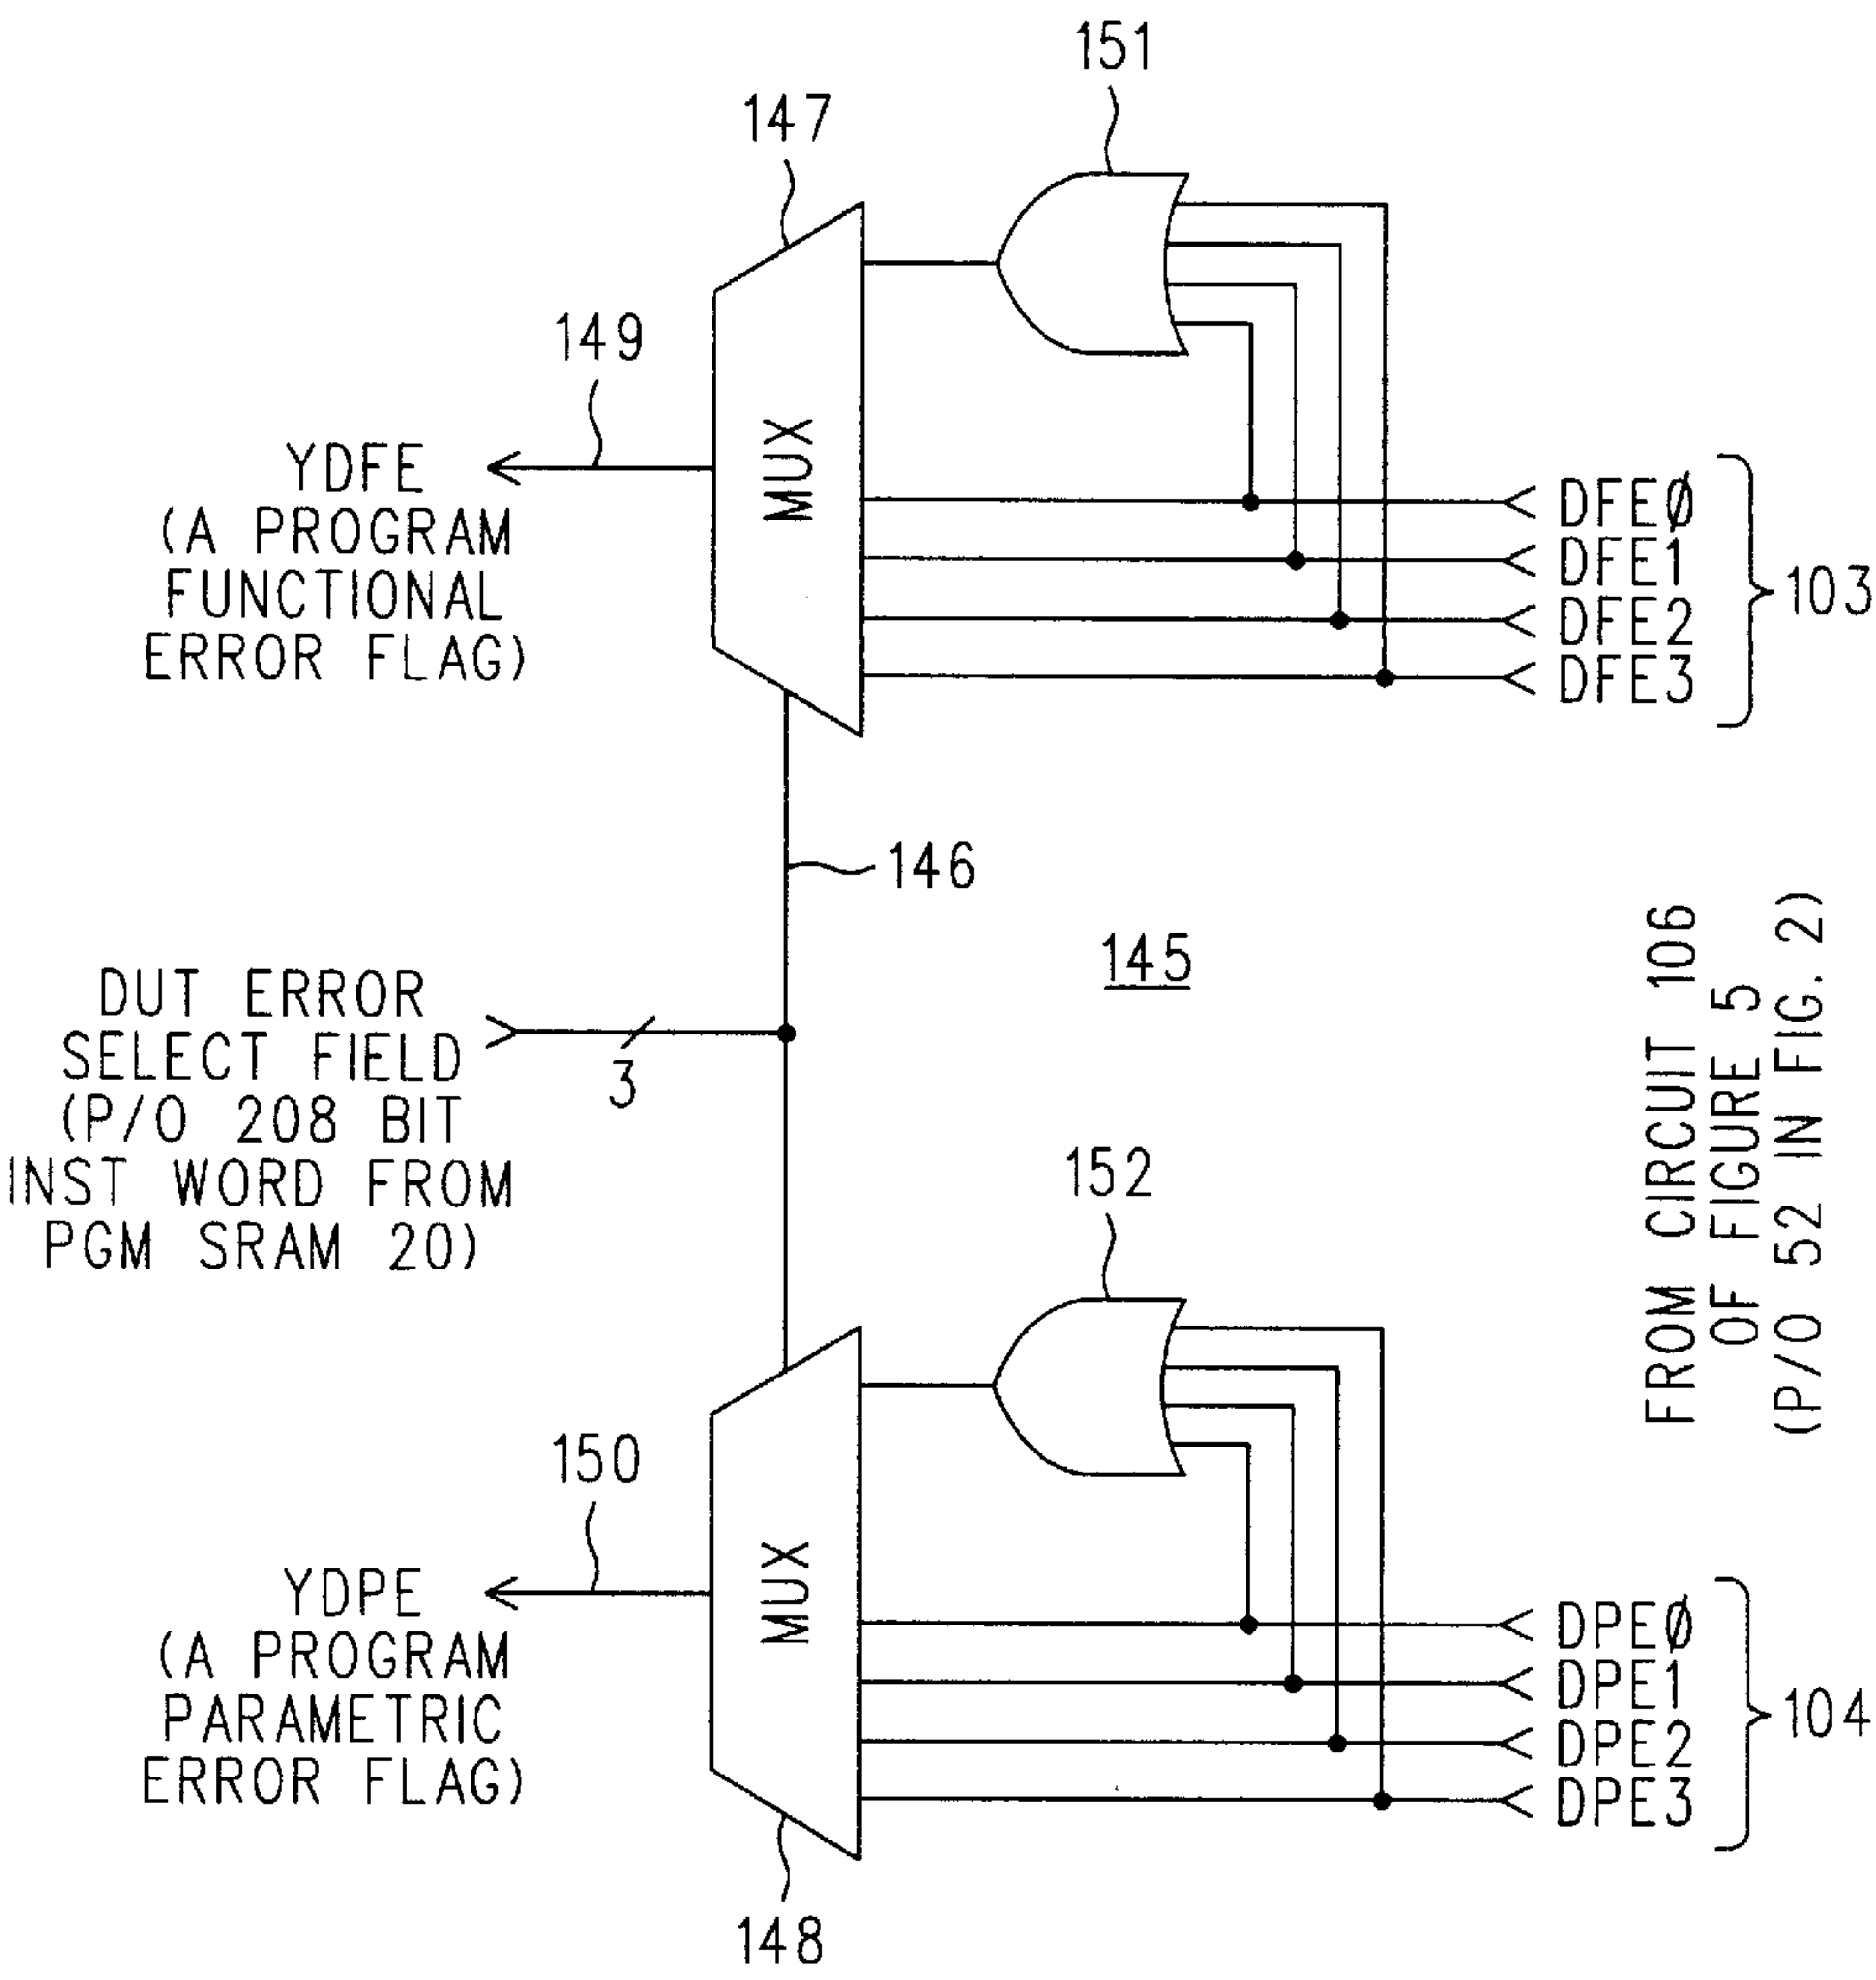 151
147
149
MUX
YDFE
(A PROGRAM
FUNCTIONAL
ERROR FLAG)
DFE0̸
DFE1
DFE2
DFE3
103
146
145
DUT ERROR
SELECT FIELD
(P/O 208 BIT
INST WORD FROM
PGM SRAM 20)
3
FROM CIRCUIT 106
OF FIGURE 5
(P/O 52 IN FIG. 2)
152
150
MUX
YDPE
(A PROGRAM
PARAMETRIC
ERROR FLAG)
DPE0̸
DPE1
DPE2
DPE3
104
148